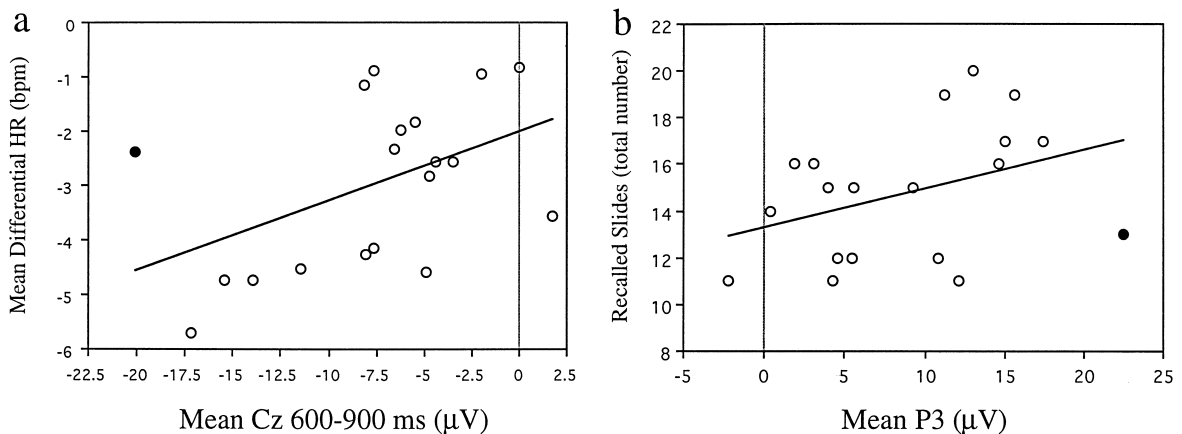 a
Mean Differential HR (bpm)
0
-1
-2
-3
-4
-5
-6
-22.5 -20 -17.5 -15 -12.5 -10 -7.5 -5 -2.5 0 2.5
Mean Cz 600-900 ms (μV)
b
Recalled Slides (total number)
22
20
18
16
14
12
10
8
-5 0 5 10 15 20 25
Mean P3 (μV)